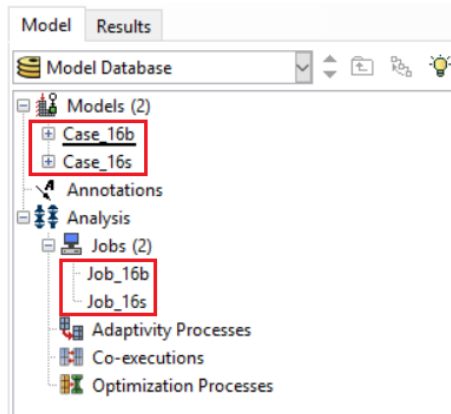 Model Results
Model Database
Models (2)
Case_16b
Case_16s
Annotations
Analysis
Jobs (2)
Job_16b
Job_16s
Adaptivity Processes
Co-executions
Optimization Processes